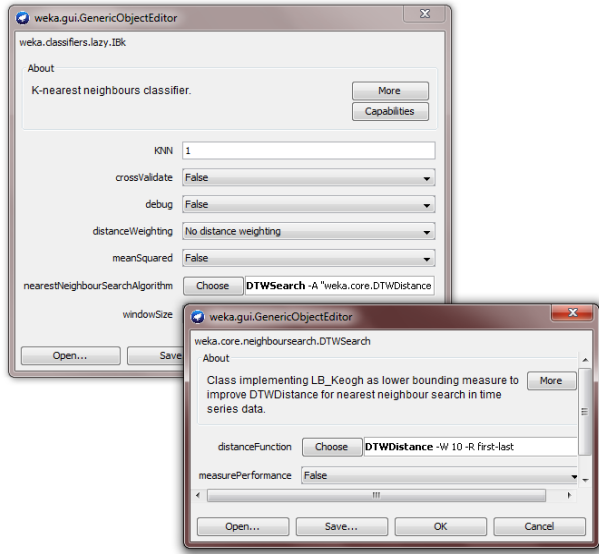 weka.gui.GenericObjectEditor
weka.classifiers.lazy.IBk
About
K-nearest neighbours classifier.
More
Capabilities
KNN 1
crossValidate False
debug False
distanceWeighting No distance weighting
meanSquared False
nearestNeighbourSearchAlgorithm Choose DTWSearch -A "weka.core.DTWDistance
windowSize
Open... Save
weka.gui.GenericObjectEditor
weka.core.neighboursearch.DTWSearch
About
Class implementing LB_Keogh as lower bounding measure to
improve DTWDistance for nearest neighbour search in time
series data.
More
distanceFunction Choose DTWDistance -W 10 -R first-last
measurePerformance False
Open... Save... OK Cancel